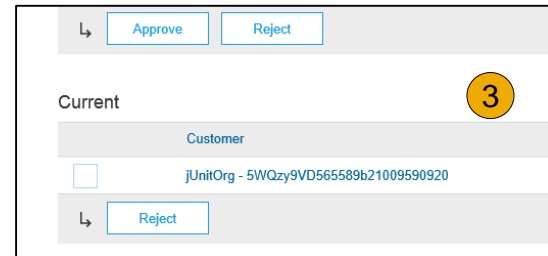 Approve Reject
Current
3
Customer
jUnitOrg - 5WQzy9VD565589b21009590920
Reject